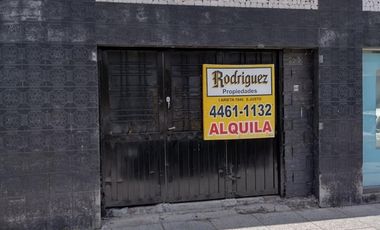 Rodriguez
Propiedades
4461-1132
ALQUILA